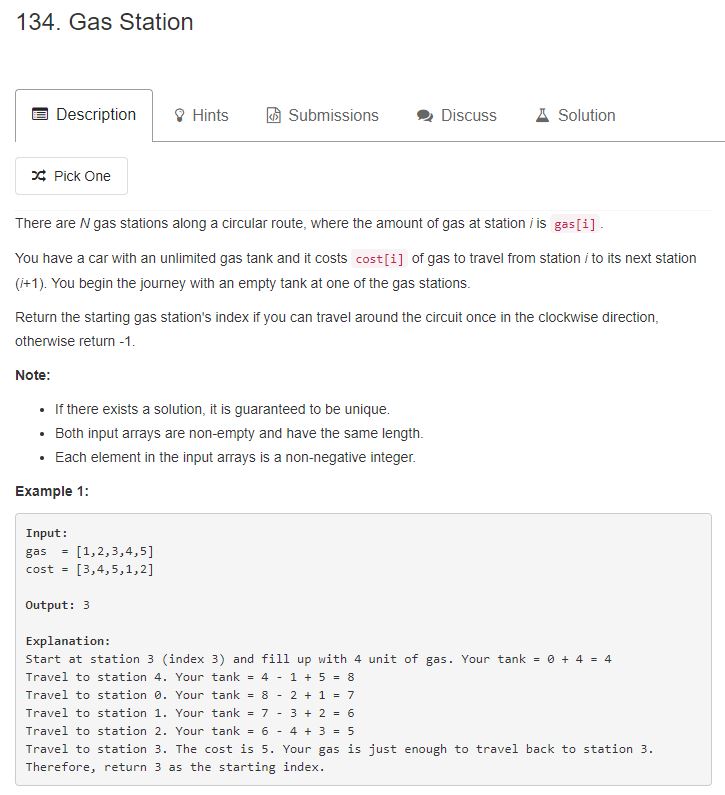 134. Gas Station
Description
Hints
Submissions
Discuss
Solution
Pick One
There are N gas stations along a circular route, where the amount of gas at station i is gas[i] .
You have a car with an unlimited gas tank and it costs cost[i] of gas to travel from station i to its next station
(i+1). You begin the journey with an empty tank at one of the gas stations.
Return the starting gas station's index if you can travel around the circuit once in the clockwise direction,
otherwise return -1.
Note:
• If there exists a solution, it is guaranteed to be unique.
• Both input arrays are non-empty and have the same length.
• Each element in the input arrays is a non-negative integer.
Example 1:
Input:
gas  = [1,2,3,4,5]
cost = [3,4,5,1,2]
Output: 3
Explanation:
Start at station 3 (index 3) and fill up with 4 unit of gas. Your tank = 0 + 4 = 4
Travel to station 4. Your tank = 4 - 1 + 5 = 8
Travel to station 0. Your tank = 8 - 2 + 1 = 7
Travel to station 1. Your tank = 7 - 3 + 2 = 6
Travel to station 2. Your tank = 6 - 4 + 3 = 5
Travel to station 3. The cost is 5. Your gas is just enough to travel back to station 3.
Therefore, return 3 as the starting index.